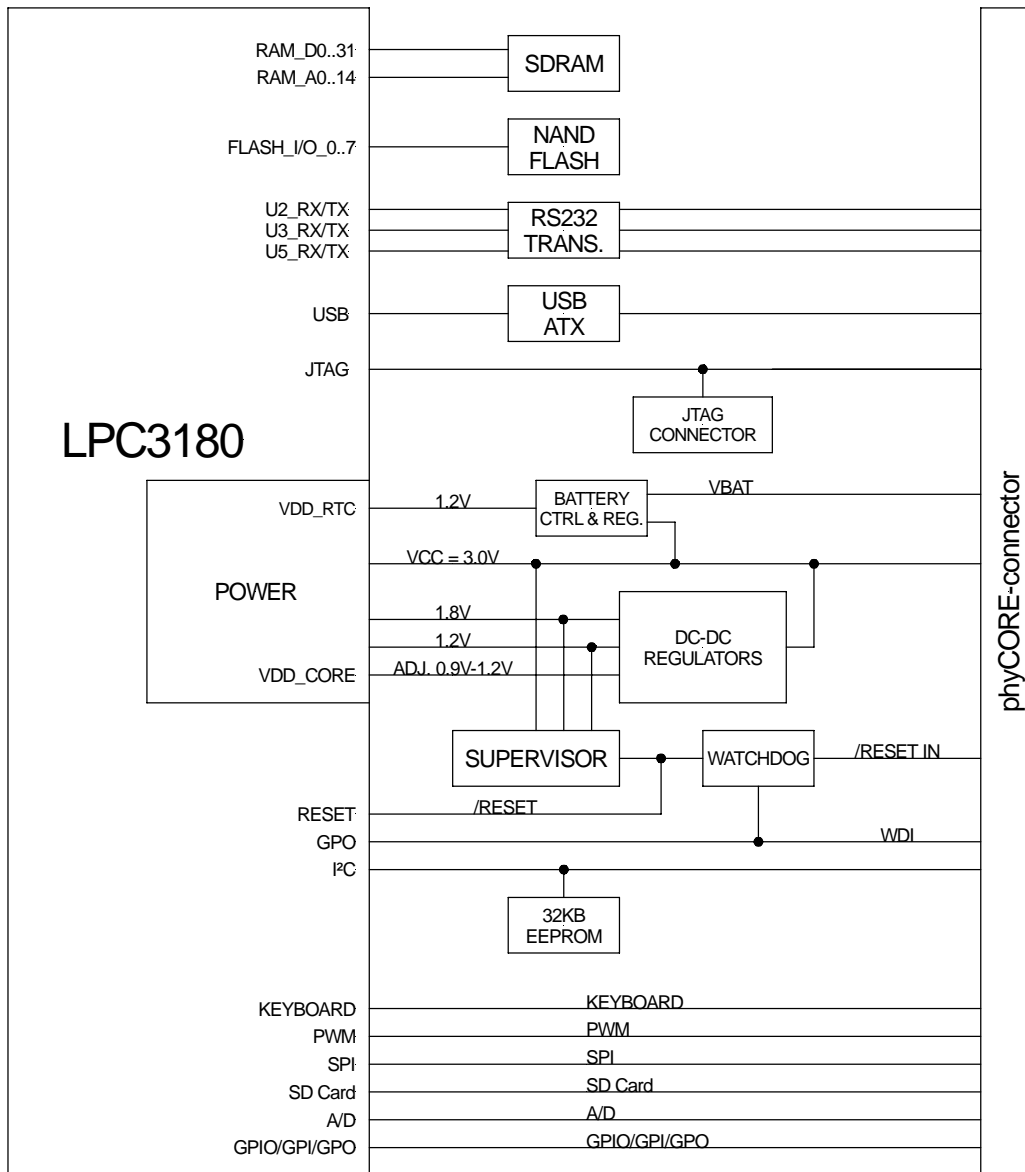 RAM_D0..31
RAM_A0..14
SDRAM
FLASH_I/O_0..7
NAND
FLASH
U2_RX/TX
U3_RX/TX
U5_RX/TX
RS232
TRANS.
USB
USB
ATX
JTAG
JTAG
CONNECTOR
LPC3180
POWER
VDD_RTC
1.2V
BATTERY
CTRL & REG.
VBAT
VCC = 3.0V
1.8V
1.2V
VDD_CORE
ADJ. 0.9V-1.2V
DC-DC
REGULATORS
SUPERVISOR
WATCHDOG
/RESET IN
RESET
/RESET
GPO
WDI
I²C
32KB
EEPROM
KEYBOARD
KEYBOARD
PWM
PWM
SPI
SPI
SD Card
SD Card
A/D
A/D
GPIO/GPI/GPO
GPIO/GPI/GPO
phyCORE-connector